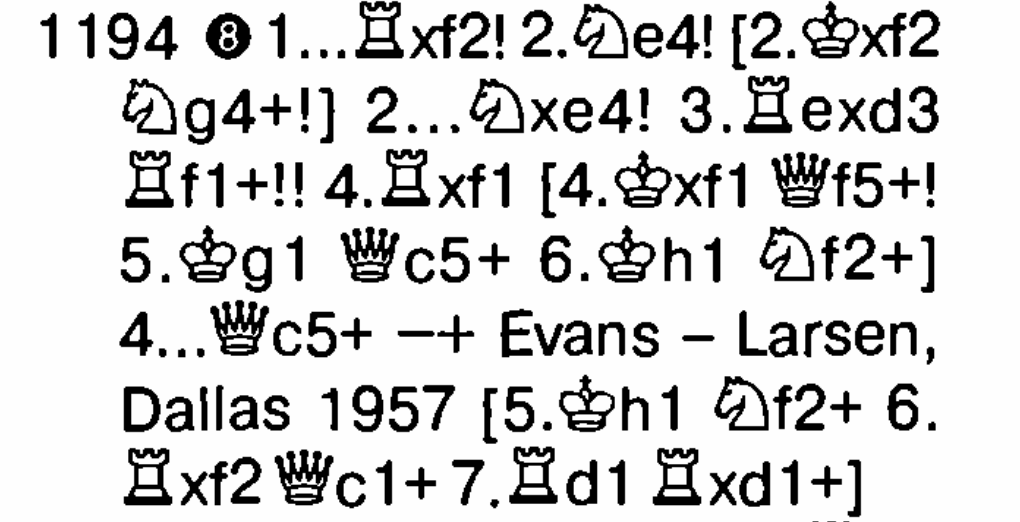 1194 ❽ 1...♖xf2! 2.♘e4! [2.♔xf2
♘g4+!] 2...♘xe4! 3.♖exd3
♖f1+!! 4.♖xf1 [4.♔xf1 ♕f5+!
5.♔g1 ♕c5+ 6.♔h1 ♘f2+]
4...♕c5+ −+ Evans – Larsen,
Dallas 1957 [5.♔h1 ♘f2+ 6.
♖xf2 ♕c1+ 7.♖d1 ♖xd1+]